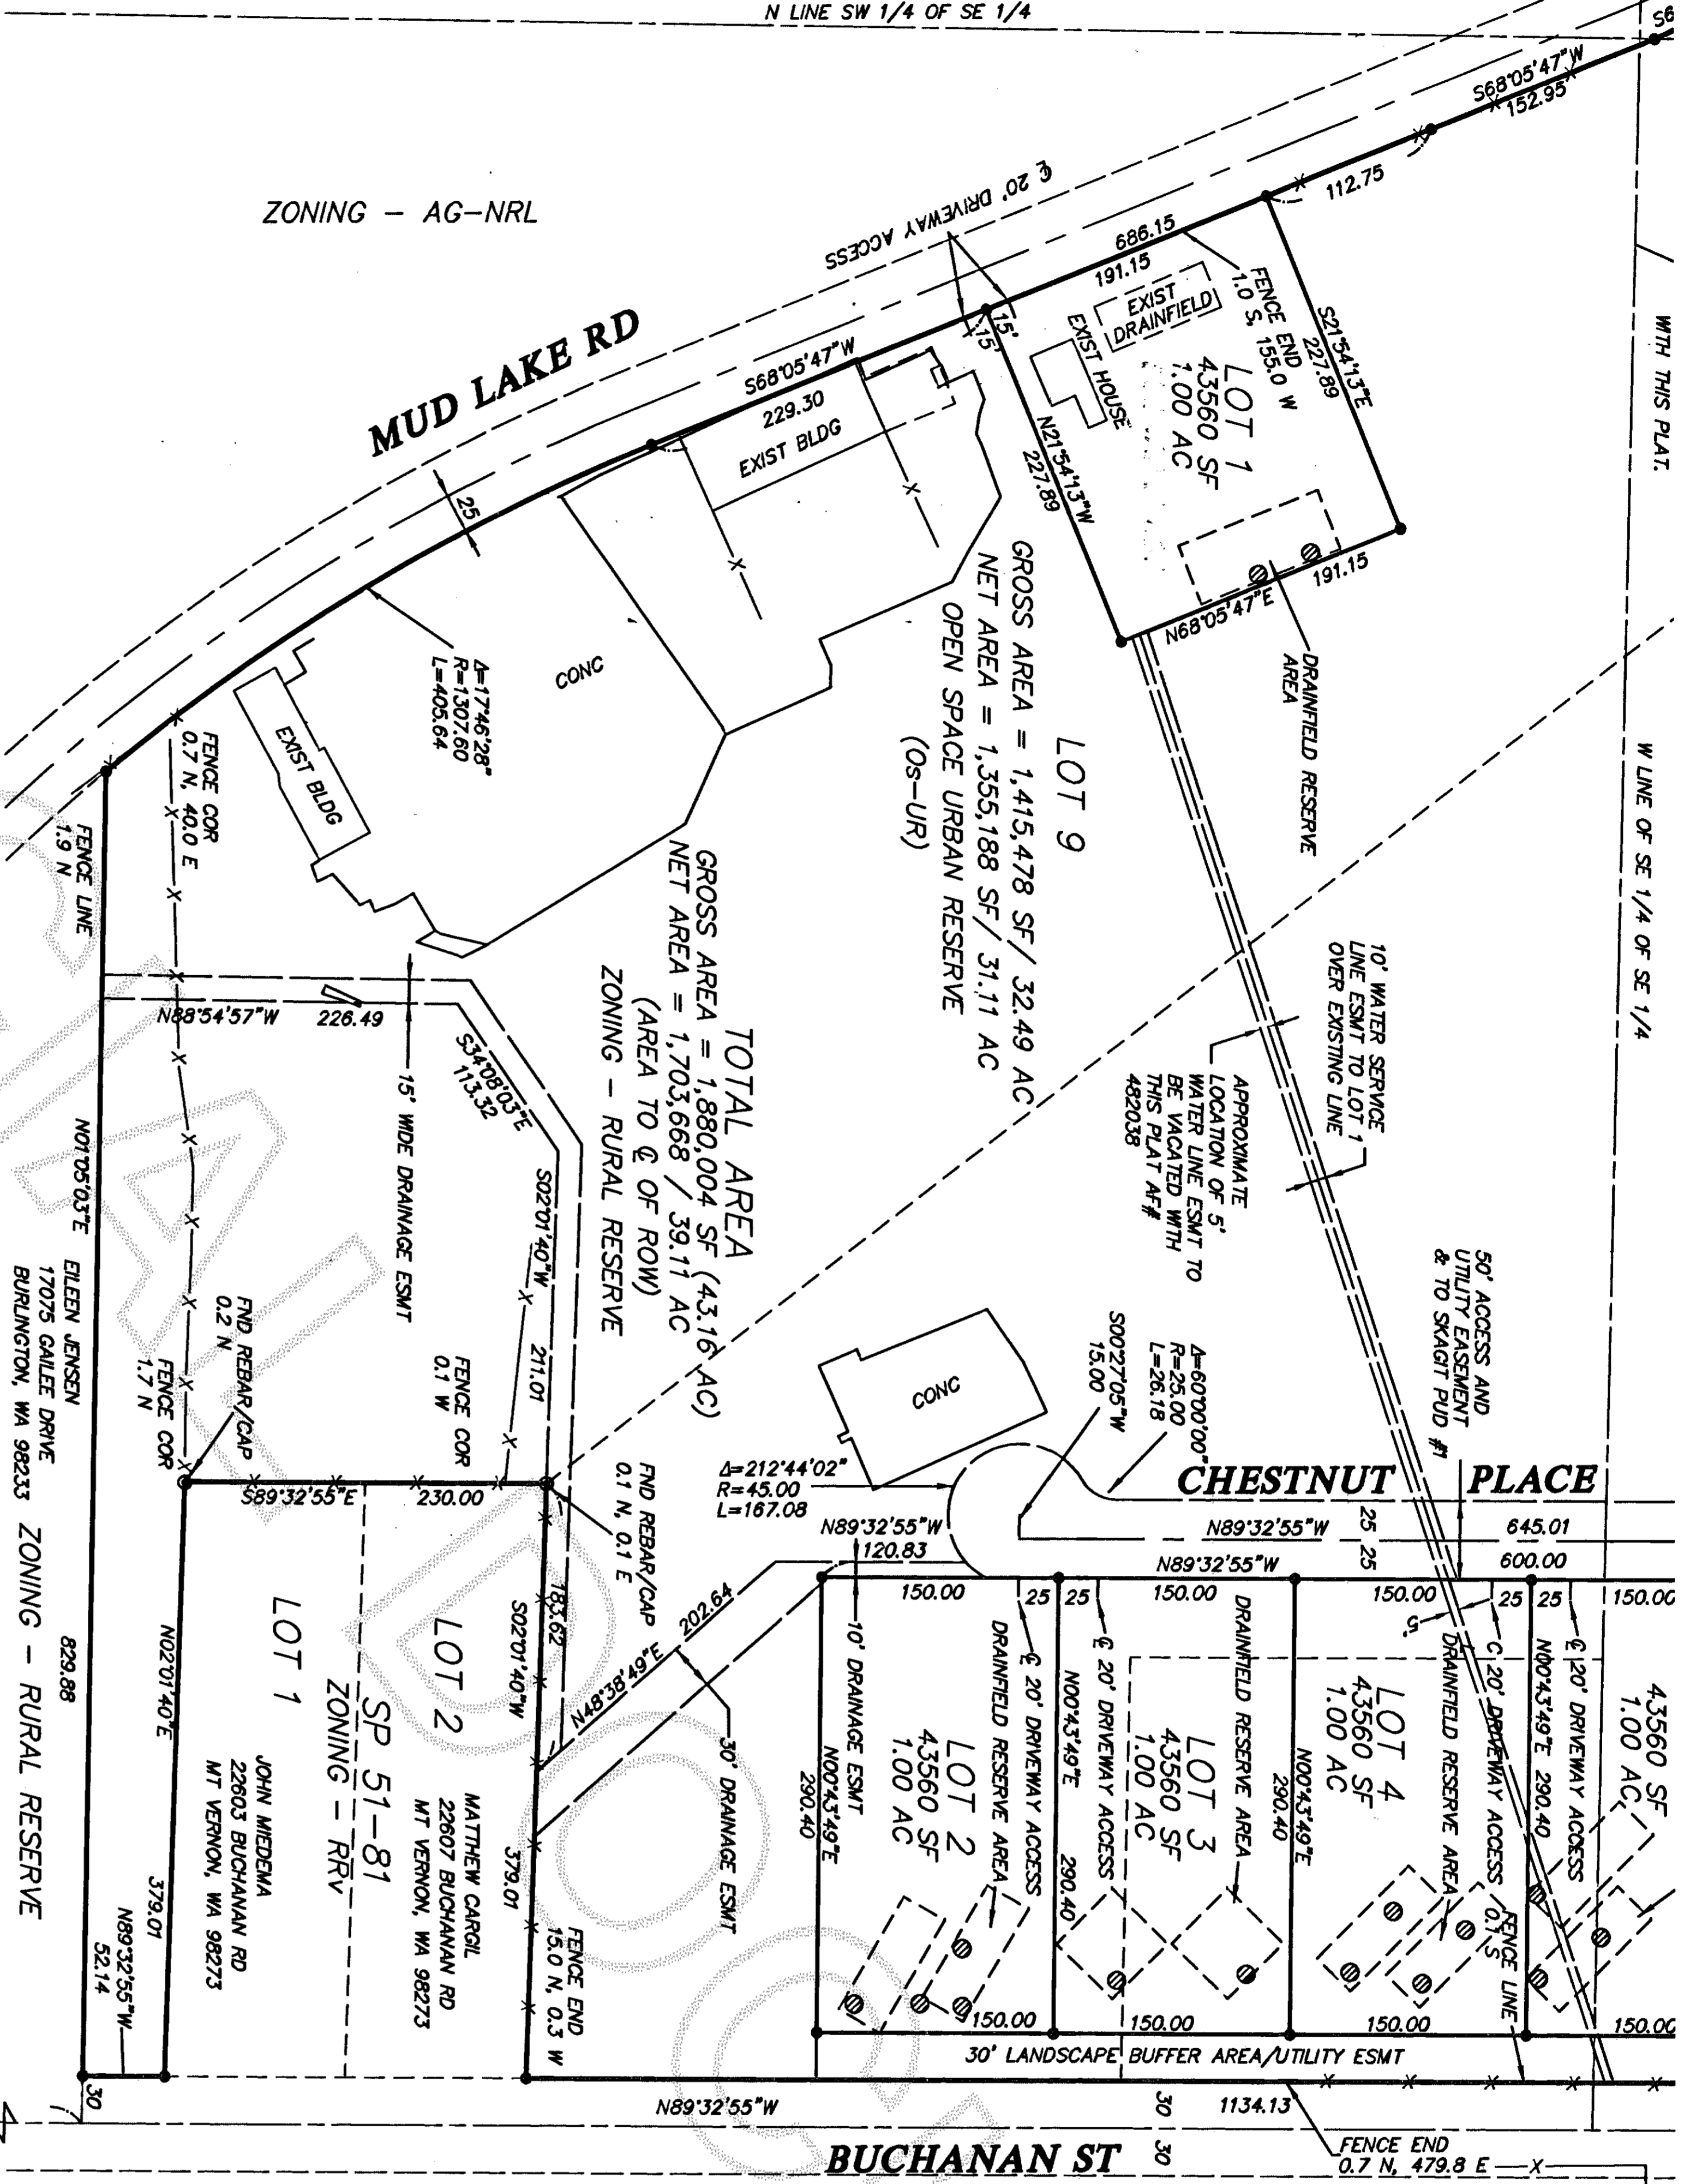 N LINE SW 1/4 OF SE 1/4
S6
S68°05'47"W
152.95
112.75
WITH THIS PLAT.
W LINE OF SE 1/4 OF SE 1/4
ZONING - AG-NRL
℄ 20' DRIVEWAY ACCESS
MUD LAKE RD
686.15
191.15
FENCE END
1.0 S, 155.0 W
S21°54'13"E
227.89
EXIST
DRAINFIELD
EXIST HOUSE
LOT 1
43560 SF
1.00 AC
15'
15'
N21°54'13"W
227.89
191.15
N68°05'47"E
DRAINFIELD RESERVE
AREA
S68°05'47"W
229.30
EXIST BLDG
25
Δ=17°46'28"
R=1307.60
L=405.64
CONC
EXIST BLDG
LOT 9
GROSS AREA = 1,415,478 SF/ 32.49 AC
NET AREA = 1,355,188 SF/ 31.11 AC
OPEN SPACE URBAN RESERVE
(Os-UR)
TOTAL AREA
GROSS AREA = 1,880,004 SF (43.16 AC)
NET AREA = 1,703,668 / 39.11 AC
(AREA TO ℄ OF ROW)
ZONING - RURAL RESERVE
10' WATER SERVICE
LINE ESMT TO LOT 1
OVER EXISTING LINE
APPROXIMATE
LOCATION OF 5'
WATER LINE ESMT TO
BE VACATED WITH
THIS PLAT AF#
482038
50' ACCESS AND
UTILITY EASEMENT
& TO SKAGIT PUD #1
FENCE COR
0.7 N, 40.0 E
FENCE LINE
1.9 N
N88°54'57"W 226.49
S34°08'03"E
113.32
15' WIDE DRAINAGE ESMT
S02°01'40"W
211.01
FENCE COR
0.1 W
FND REBAR/CAP
0.2 N
FENCE COR
1.7 N
N01°05'03"E
829.88
EILEEN JENSEN
17075 GAILEE DRIVE
BURLINGTON, WA 98233
ZONING - RURAL RESERVE
CONC
Δ=60°00'00"
R=25.00
L=26.18
S00°27'05"W
15.00
Δ=212°44'02"
R=45.00
L=167.08
CHESTNUT PLACE
N89°32'55"W
645.01
25
25
N89°32'55"W
600.00
N89°32'55"W
120.83
S89°32'55"E
230.00
FND REBAR/CAP
0.1 N, 0.1 E
183.62
S02°01'40"W
379.01
202.64
N48°38'49"E
30' DRAINAGE ESMT
10' DRAINAGE ESMT
150.00
25
25
150.00
150.00
25
25
150.00
5'
℄ 20' DRIVEWAY ACCESS
DRAINFIELD RESERVE AREA
LOT 2
43560 SF
1.00 AC
N00°43'49"E
290.40
N00°43'49"E
290.40
℄ 20' DRIVEWAY ACCESS
DRAINFIELD RESERVE AREA
LOT 3
43560 SF
1.00 AC
N00°43'49"E
290.40
LOT 4
43560 SF
1.00 AC
DRAINFIELD RESERVE AREA
C 20' DRIVEWAY ACCESS
N00°43'49"E 290.40
℄ 20' DRIVEWAY ACCESS
43560 SF
1.00 AC
FENCE LINE
0.1 S
150.00
150.00
150.00
150.00
30' LANDSCAPE BUFFER AREA/UTILITY ESMT
LOT 1
LOT 2
SP 51-81
ZONING - RRv
MATTHEW CARGIL
22607 BUCHANAN RD
MT VERNON, WA 98273
JOHN MIEDEMA
22603 BUCHANAN RD
MT VERNON, WA 98273
N02°01'40"E
379.01
N89°32'55"W
52.14
30
FENCE END
15.0 N, 0.3 W
N89°32'55"W
1134.13
30
30
BUCHANAN ST
FENCE END
0.7 N, 479.8 E